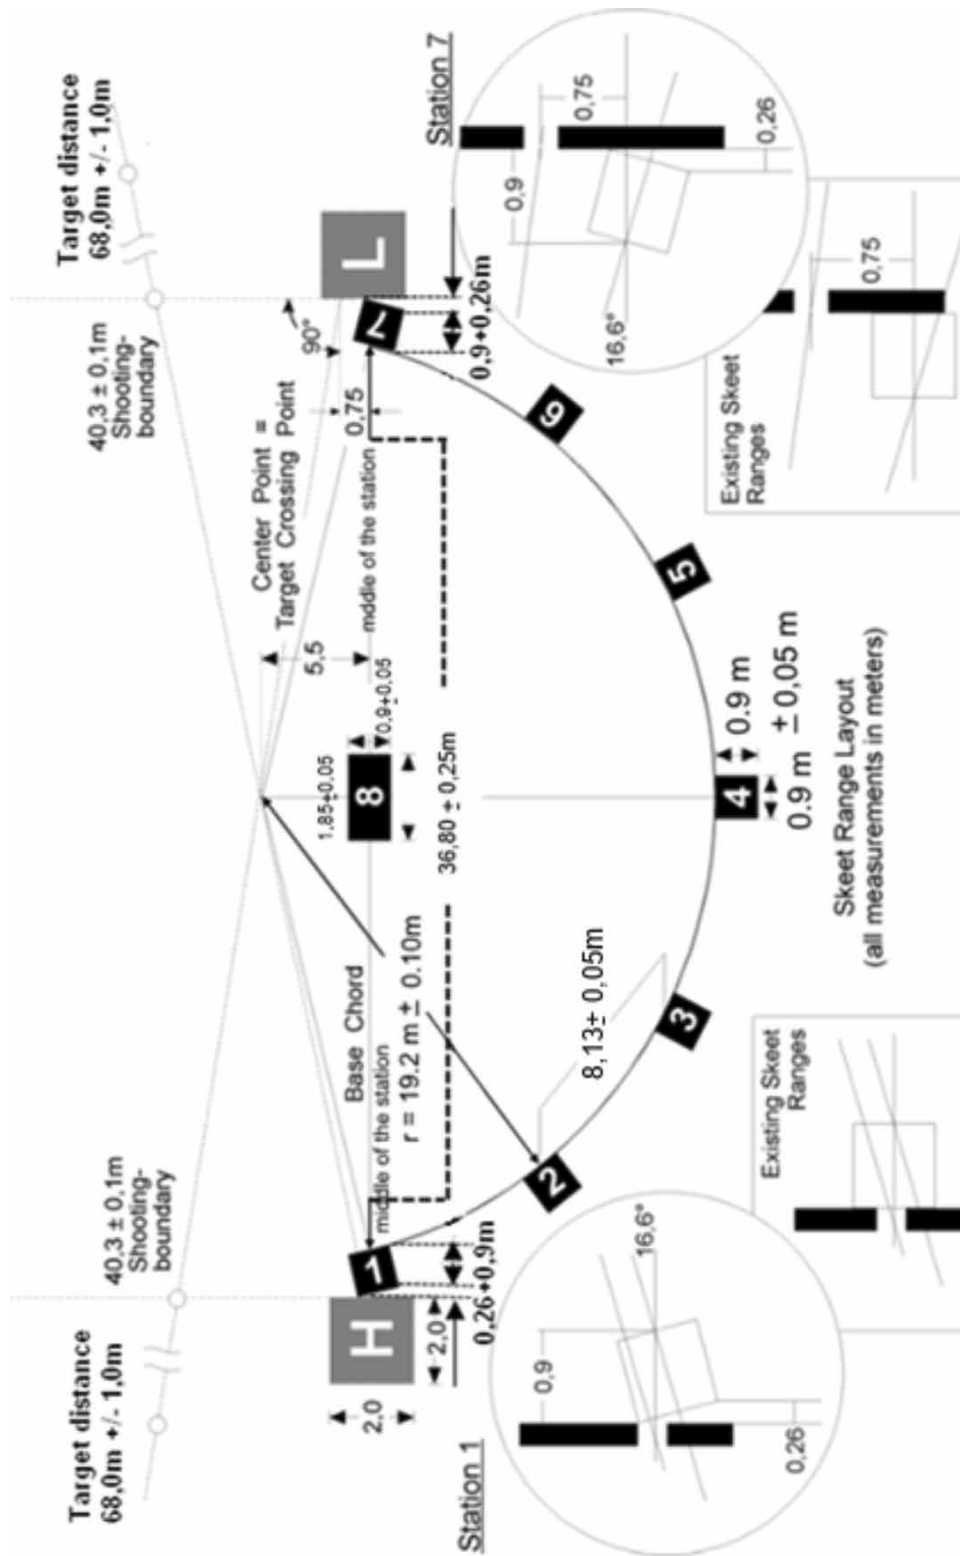 Target distance
68,0m +/- 1,0m
40,3 ± 0,1m
Shooting-
boundary
Target distance
68,0m +/- 1,0m
40,3 ± 0,1m
Shooting-
boundary
Center Point =
Target Crossing Point
90°
5,5
0,75
L
7
H
1
2,0
2,0
Base Chord
middle of the station
r = 19.2 m ± 0.10m
1,85±0.05
8
0,9±0,05
mddle of the station
36,80 ± 0,25m
0,26+0,9m
0,9+0,26m
2
3
4
5
6
8,13± 0,05m
0.9 m
0.9 m ± 0,05 m
Station 1
0,9
16,6°
0,26
Existing Skeet
Ranges
Station 7
0,75
0,9
0,26
16,6°
Existing Skeet
Ranges
0,75
Skeet Range Layout
(all measurements in meters)